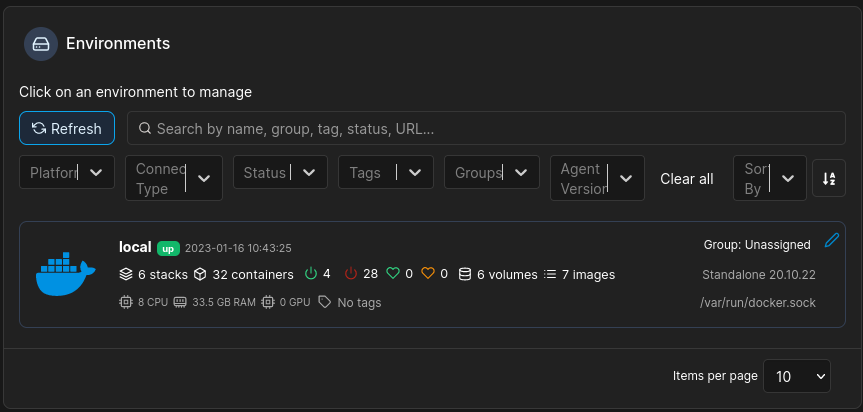 Environments
Click on an environment to manage
Refresh
Search by name, group, tag, status, URL...
Platform
Connec
Type
Status
Tags
Groups
Agent
Version
Clear all
Sor
By
local up 2023-01-16 10:43:25 Group: Unassigned
6 stacks 32 containers 4 28 0 0 6 volumes 7 images Standalone 20.10.22
8 CPU 33.5 GB RAM 0 GPU No tags /var/run/docker.sock
Items per page 10